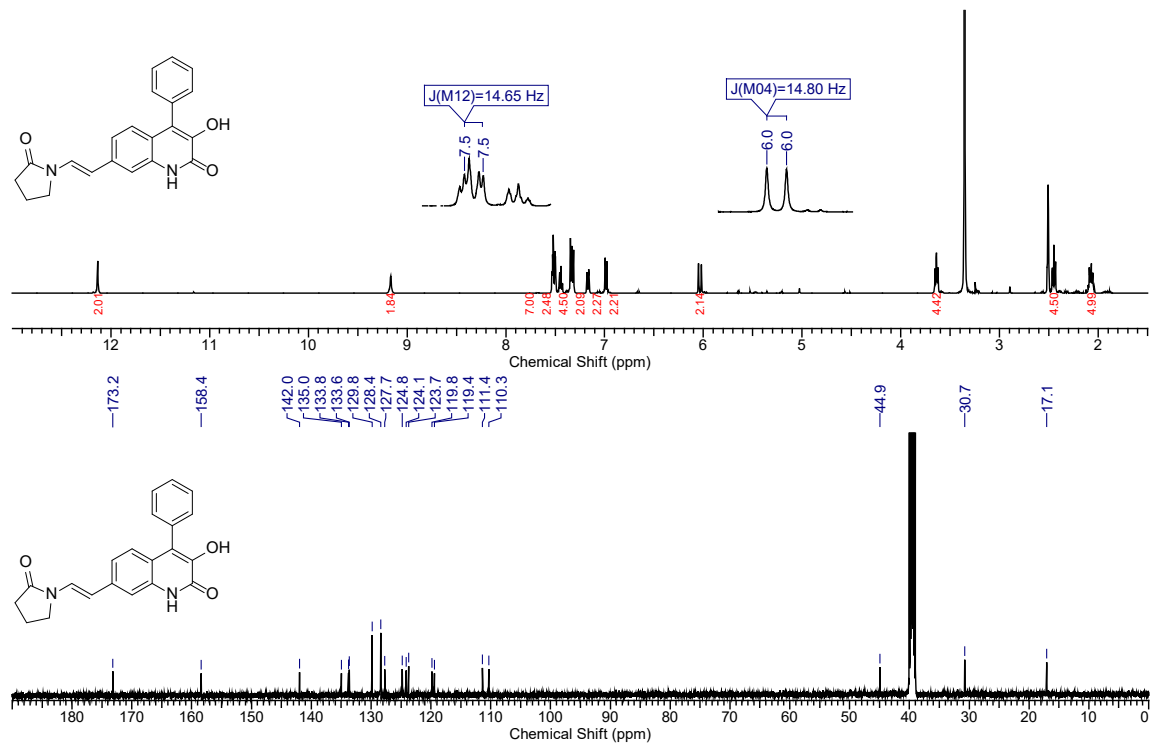 J(M12)=14.65 Hz
7.5
7.5
J(M04)=14.80 Hz
6.0
6.0
O
N
N
H
O
OH
2.01
1.84
7.00
2.48
4.50
2.09
2.27
2.21
2.14
4.42
4.50
4.99
12 11 10 9 8 7 6 5 4 3 2
Chemical Shift (ppm)
173.2
158.4
142.0
135.0
133.8
133.6
129.8
128.4
127.7
124.8
124.1
123.7
119.8
119.4
111.4
110.3
44.9
30.7
17.1
O
N
N
H
O
OH
180 170 160 150 140 130 120 110 100 90 80 70 60 50 40 30 20 10 0
Chemical Shift (ppm)